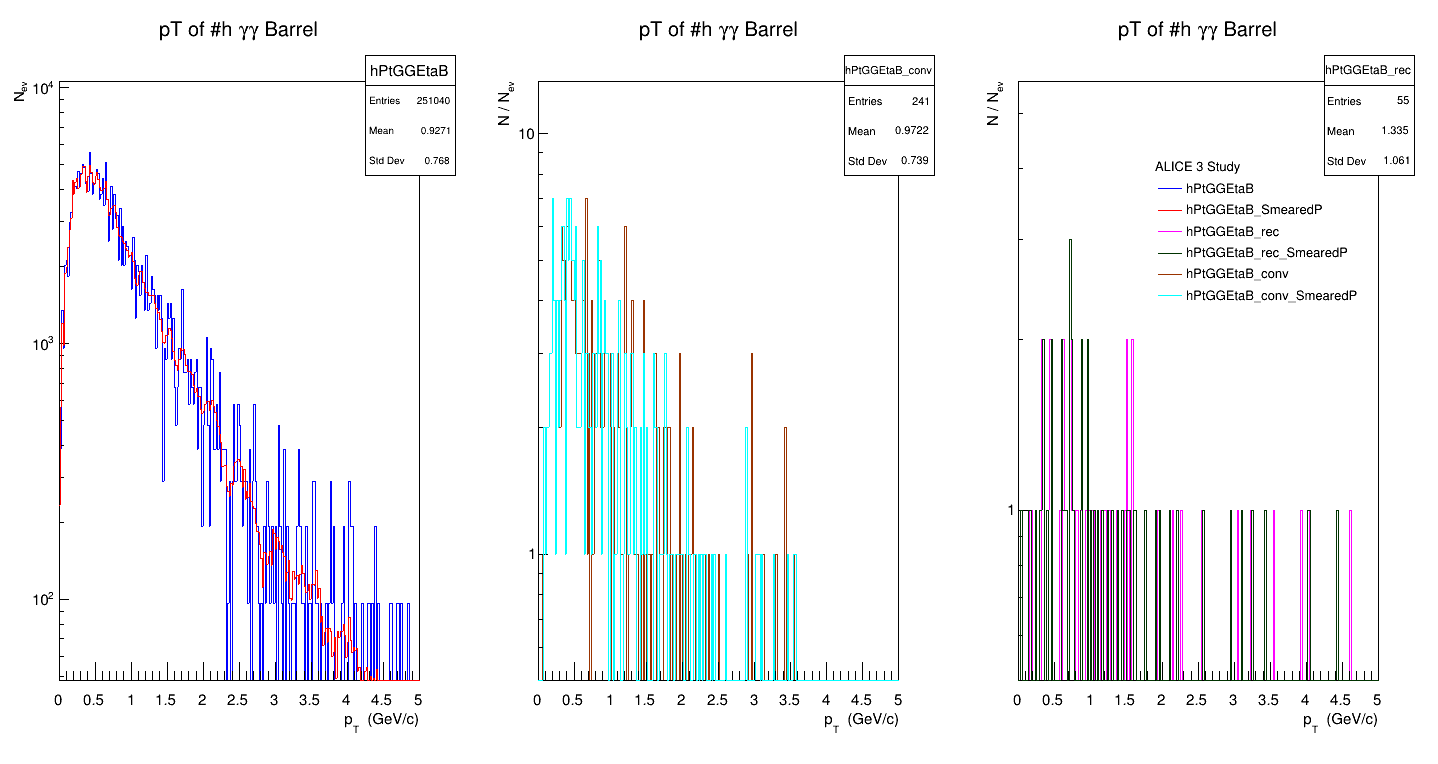 pT of #h γγ Barrel
hPtGGEtaB
Entries 251040
Mean 0.9271
Std Dev 0.768
N_ev
10^4
10^3
10^2
0 0.5 1 1.5 2 2.5 3 3.5 4 4.5 5
p_T (GeV/c)
pT of #h γγ Barrel
hPtGGEtaB_conv
Entries 241
Mean 0.9722
Std Dev 0.739
N / N_ev
10
1
0 0.5 1 1.5 2 2.5 3 3.5 4 4.5 5
p_T (GeV/c)
pT of #h γγ Barrel
hPtGGEtaB_rec
Entries 55
Mean 1.335
Std Dev 1.061
N / N_ev
ALICE 3 Study
hPtGGEtaB
hPtGGEtaB_SmearedP
hPtGGEtaB_rec
hPtGGEtaB_rec_SmearedP
hPtGGEtaB_conv
hPtGGEtaB_conv_SmearedP
1
0 0.5 1 1.5 2 2.5 3 3.5 4 4.5 5
p_T (GeV/c)